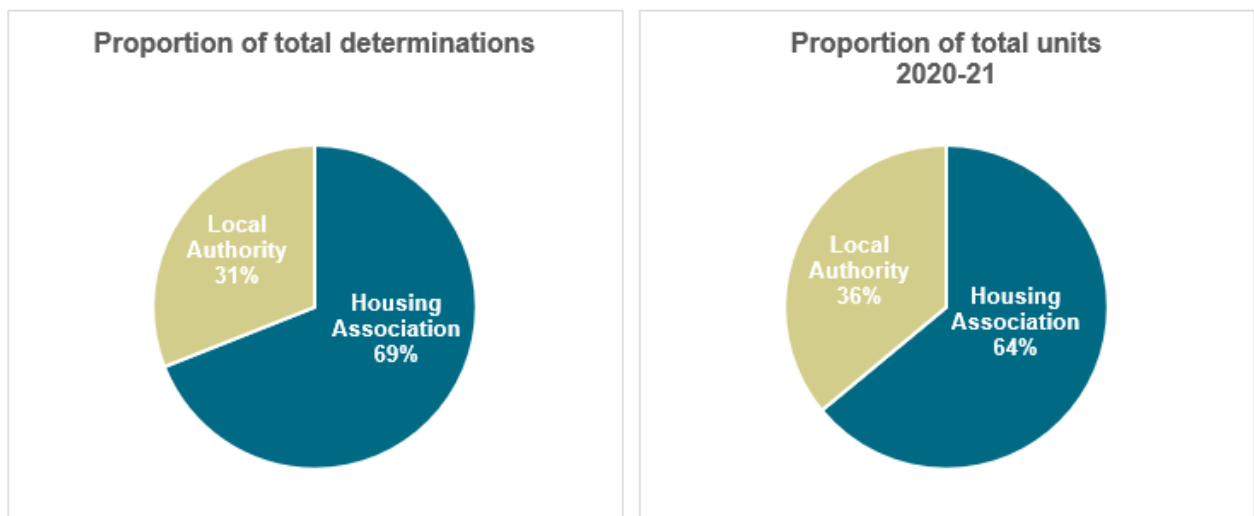 Proportion of total determinations
Local
Authority
31%
Housing
Association
69%
Proportion of total units
2020-21
Local
Authority
36%
Housing
Association
64%